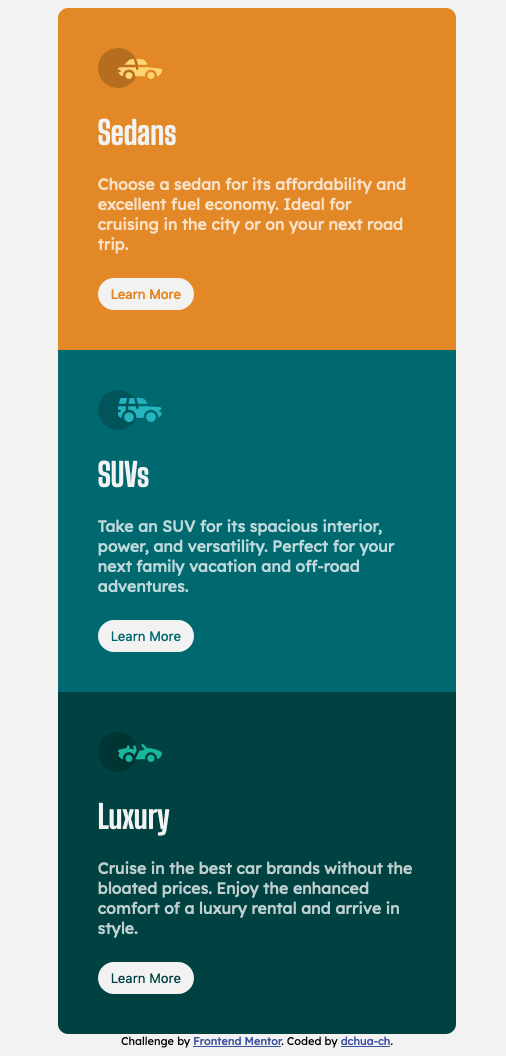 Sedans
Choose a sedan for its affordability and
excellent fuel economy. Ideal for
cruising in the city or on your next road
trip.
Learn More
SUVs
Take an SUV for its spacious interior,
power, and versatility. Perfect for your
next family vacation and off-road
adventures.
Learn More
Luxury
Cruise in the best car brands without the
bloated prices. Enjoy the enhanced
comfort of a luxury rental and arrive in
style.
Learn More
Challenge by Frontend Mentor. Coded by dchua-ch.